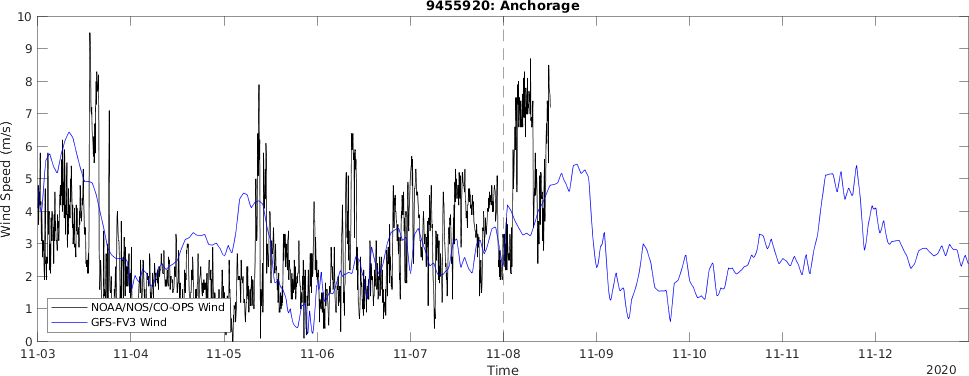 9455920: Anchorage
10
9
8
7
6
5
4
3
2
1
0
Wind Speed (m/s)
NOAA/NOS/CO-OPS Wind
GFS-FV3 Wind
11-03 11-04 11-05 11-06 11-07 11-08 11-09 11-10 11-11 11-12
Time
2020